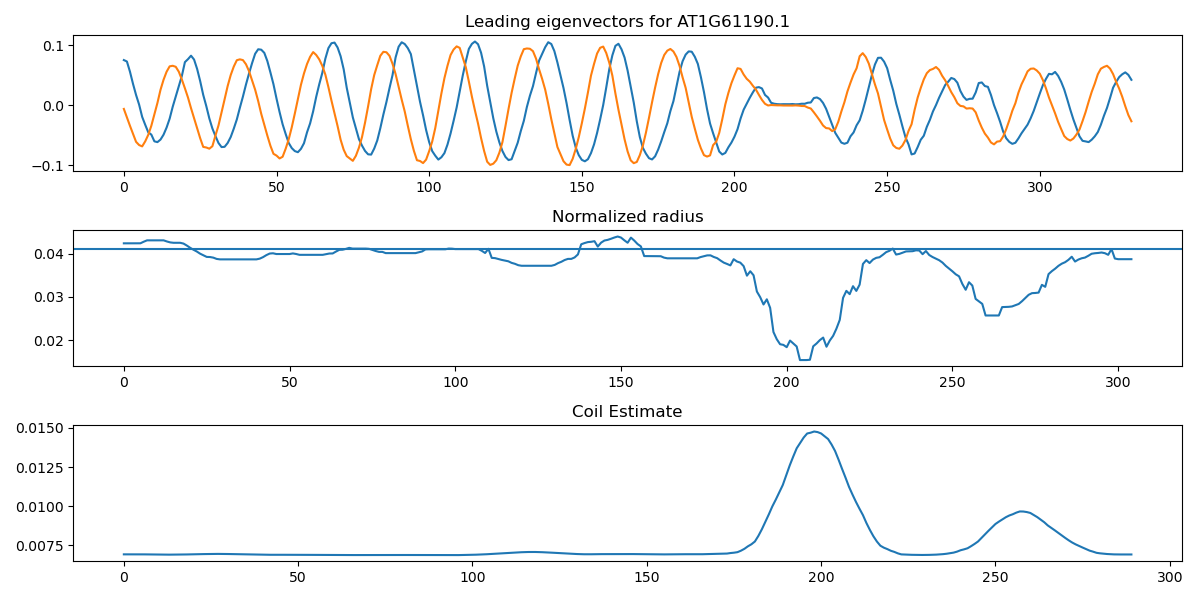 Leading eigenvectors for AT1G61190.1
0.1
0.0
−0.1
0 50 100 150 200 250 300
Normalized radius
0.04
0.03
0.02
0 50 100 150 200 250 300
Coil Estimate
0.0150
0.0125
0.0100
0.0075
0 50 100 150 200 250 300